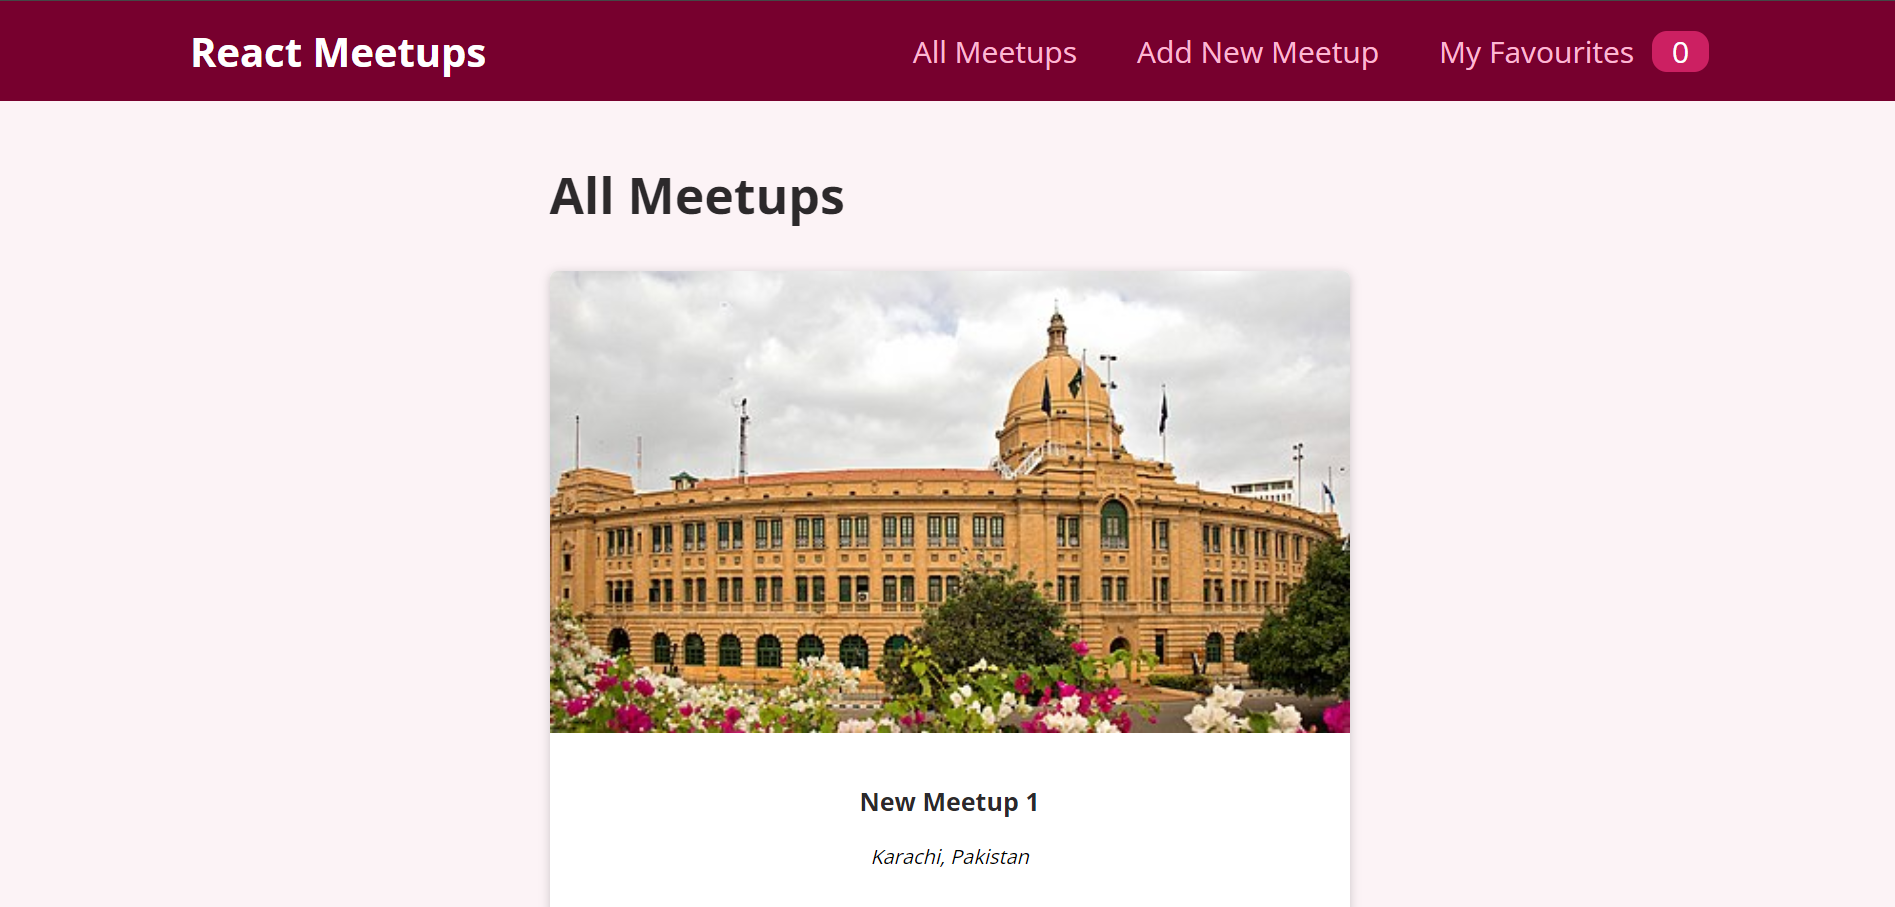 React Meetups
All Meetups
Add New Meetup
My Favourites 0
All Meetups
New Meetup 1
Karachi, Pakistan